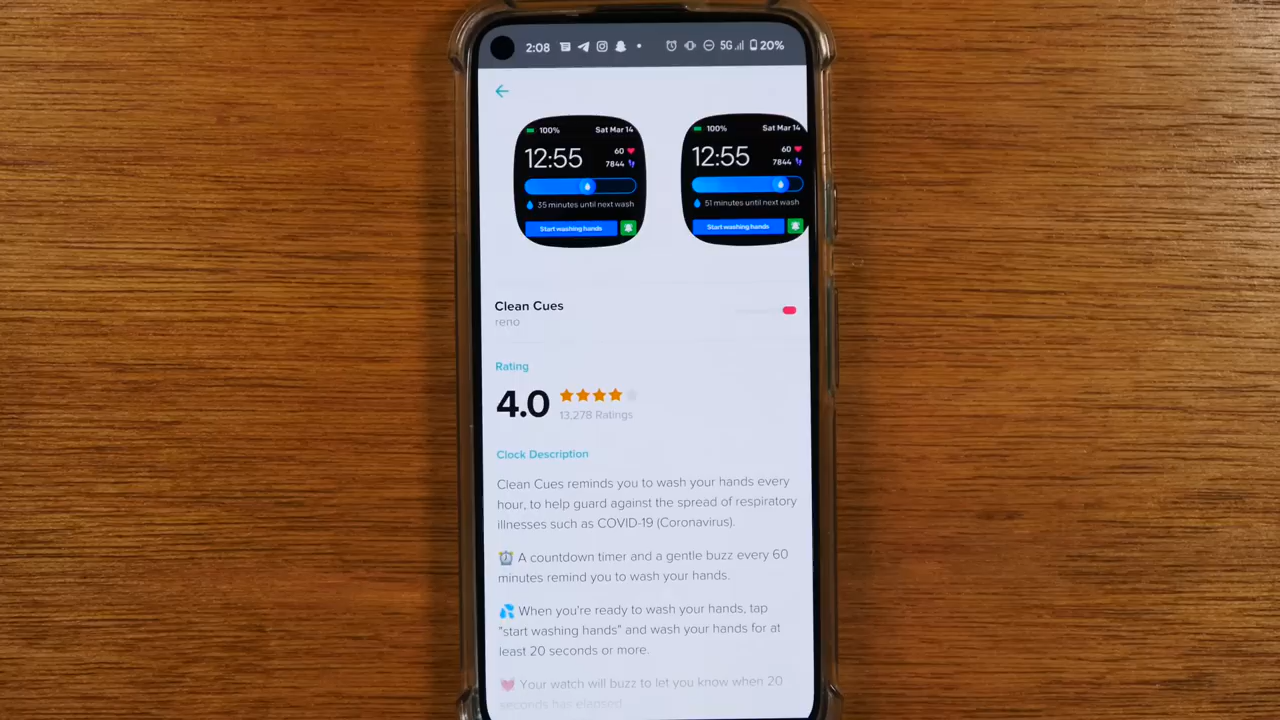 2:08 5G 20%
100% Sat Mar 14
12:55 60
7844
35 minutes until next wash
Start washing hands
100% Sat Mar 14
12:55 60
7844
51 minutes until next wash
Start washing hands
Clean Cues
reno
Rating
4.0
13,278 Ratings
Clock Description
Clean Cues reminds you to wash your hands every
hour, to help guard against the spread of respiratory
illnesses such as COVID-19 (Coronavirus).
⏰ A countdown timer and a gentle buzz every 60
minutes remind you to wash your hands.
💦 When you're ready to wash your hands, tap
"start washing hands" and wash your hands for at
least 20 seconds or more.
💓 Your watch will buzz to let you know when 20
seconds has elapsed